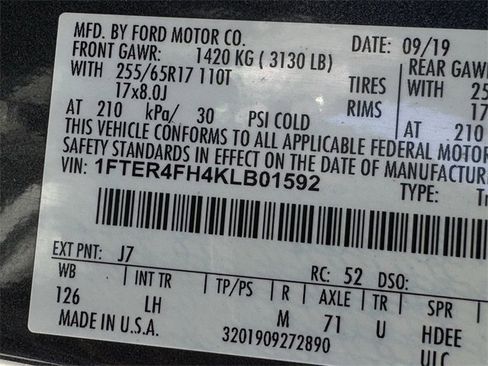 MFD. BY FORD MOTOR CO.
DATE: 09/19
FRONT GAWR: 1420 KG ( 3130 LB)
REAR GAWR
WITH 255/65R17 110T TIRES
17x8.0J RIMS
AT 210 kPa/ 30 PSI COLD
AT 210
THIS VEHICLE CONFORMS TO ALL APPLICABLE FEDERAL MOTOR
SAFETY STANDARDS IN EFFECT ON THE DATE OF MANUFA
VIN: 1FTER4FH4KLB01592
TYPE:
EXT PNT: J7 RC: 52 DSO:
WB INT TR TP/PS R AXLE TR SPR
126 LH M 71 U HDEE
MADE IN U.S.A. 3201909272890 ULC